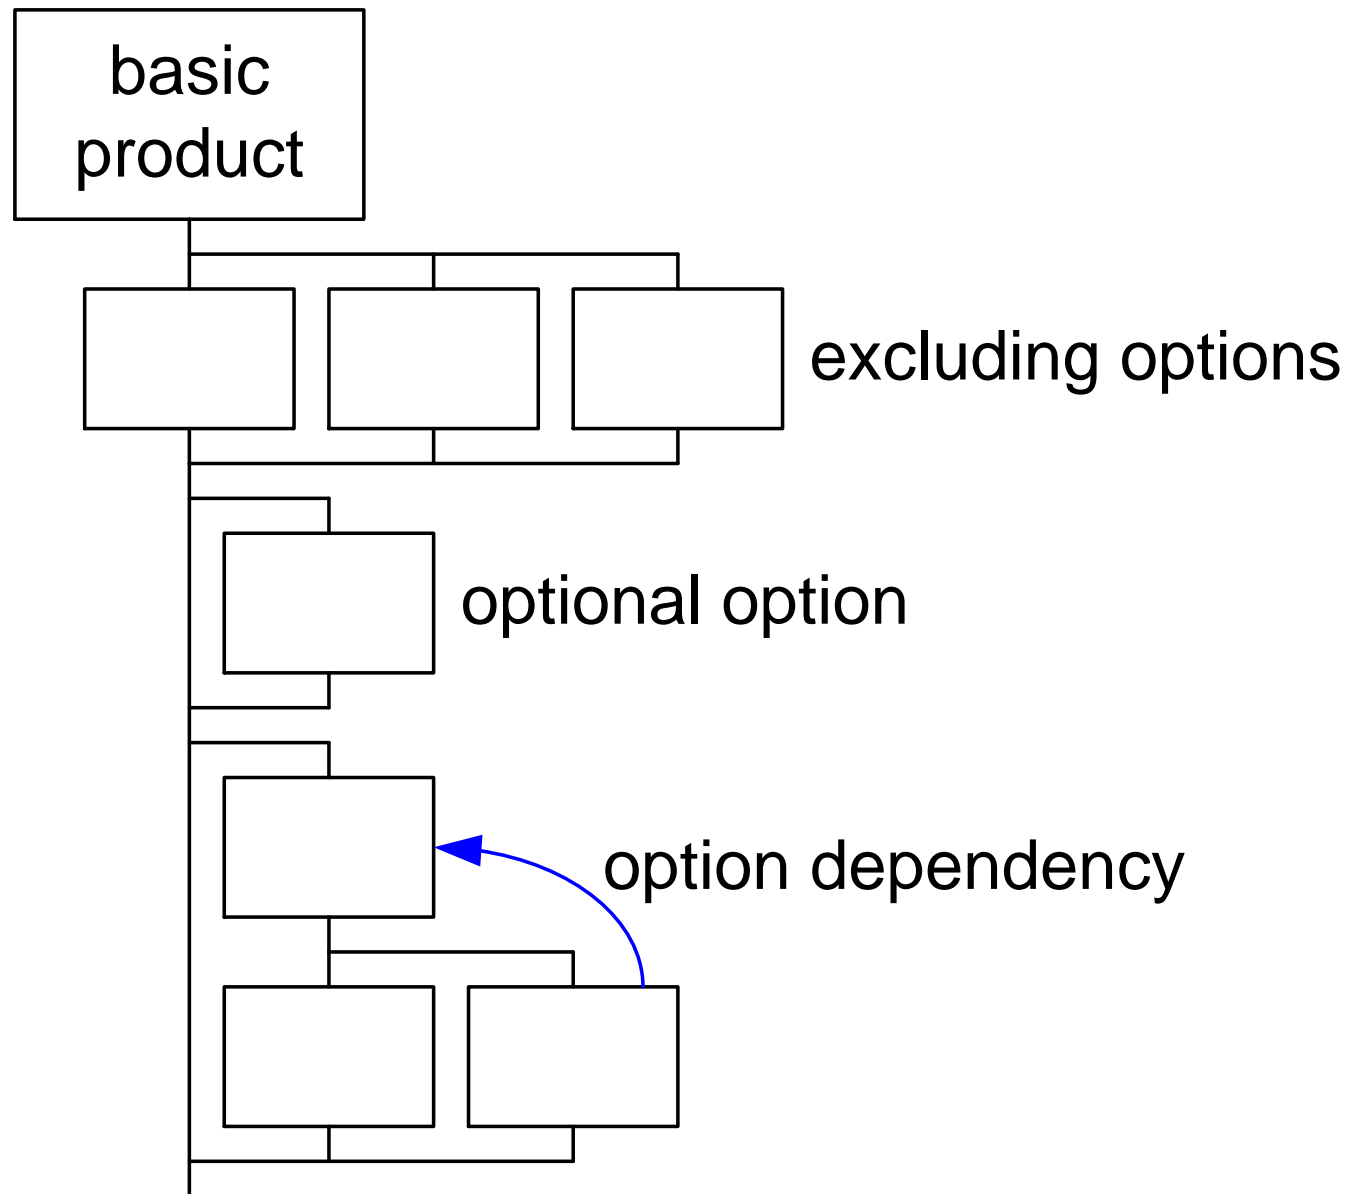 basic
product
excluding options
optional option
option dependency